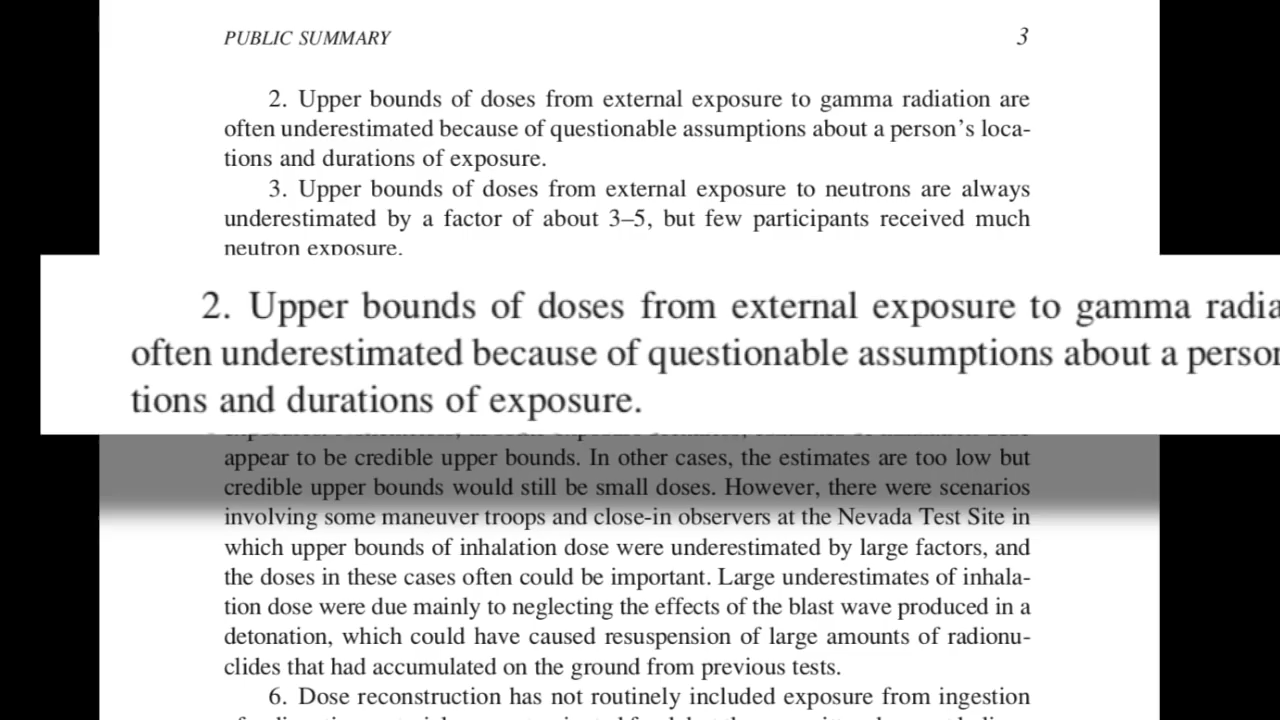 PUBLIC SUMMARY 3
2. Upper bounds of doses from external exposure to gamma radiation are
often underestimated because of questionable assumptions about a person's loca-
tions and durations of exposure.
3. Upper bounds of doses from external exposure to neutrons are always
underestimated by a factor of about 3–5, but few participants received much
neutron exposure.
2. Upper bounds of doses from external exposure to gamma radia
often underestimated because of questionable assumptions about a person
tions and durations of exposure.
appear to be credible upper bounds. In other cases, the estimates are too low but
credible upper bounds would still be small doses. However, there were scenarios
involving some maneuver troops and close-in observers at the Nevada Test Site in
which upper bounds of inhalation dose were underestimated by large factors, and
the doses in these cases often could be important. Large underestimates of inhala-
tion dose were due mainly to neglecting the effects of the blast wave produced in a
detonation, which could have caused resuspension of large amounts of radionu-
clides that had accumulated on the ground from previous tests.
6. Dose reconstruction has not routinely included exposure from ingestion